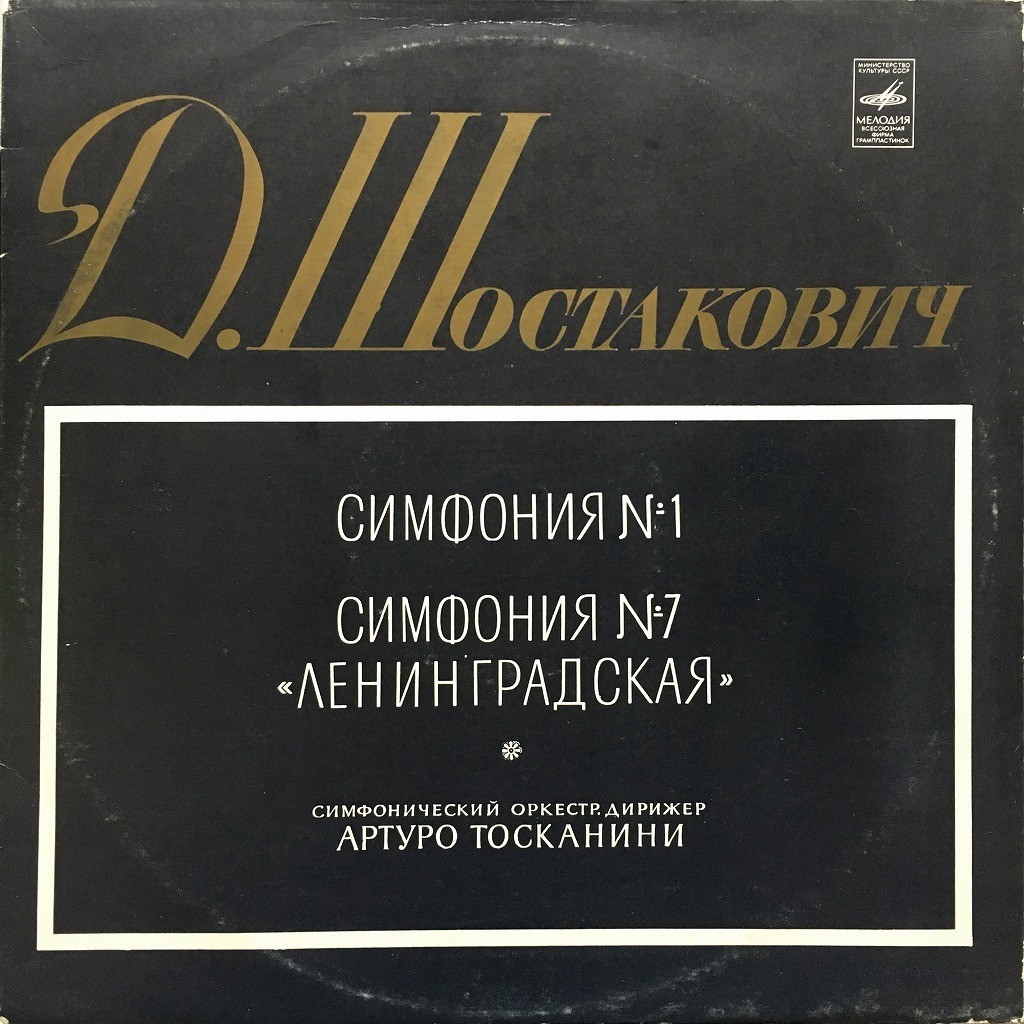 МИНИСТЕРСТВО
КУЛЬТУРЫ СССР
МЕЛОДИЯ
ВСЕСОЮЗНАЯ
ФИРМА
ГРАМПЛАСТИНОК
Д. ШОСТАКОВИЧ
СИМФОНИЯ №1
СИМФОНИЯ №7
«ЛЕНИНГРАДСКАЯ»
СИМФОНИЧЕСКИЙ ОРКЕСТР. ДИРИЖЕР
АРТУРО ТОСКАНИНИ